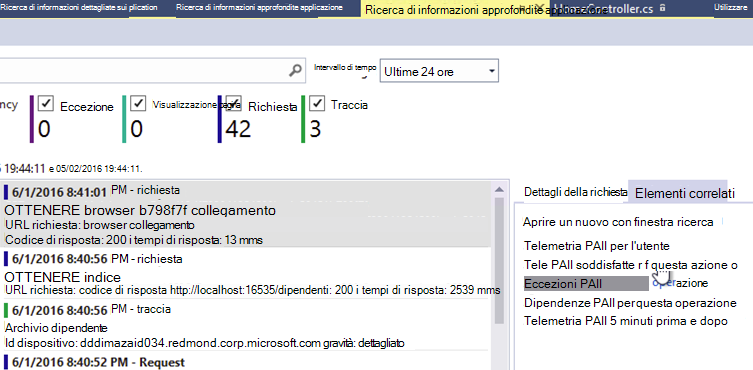 Ricerca di informazioni dettagliate sui plication
Ricerca di informazioni approfondite applicazione
Ricerca di informazioni approfondite applicazione
HomeController.cs
Utilizzare
Intervallo di tempo
Ultime 24 ore
ncy
Eccezione
0
Visualizzazione pagina
0
Richiesta
42
Traccia
3
19:44:11 e 05/02/2016 19:44:11.
6/1/2016 8:41:01 PM - richiesta
OTTENERE browser b798f7f collegamento
URL richiesta: browser collegamento
Codice di risposta: 200 i tempi di risposta: 13 mms
6/1/2016 8:40:56 PM - richiesta
OTTENERE indice
URL richiesta: codice di risposta http://localhost:16535/dipendenti: 200 i tempi di risposta: 2539 mms
6/1/2016 8:40:56 PM - traccia
Archivio dipendente
Id dispositivo: dddimazaid034.redmond.corp.microsoft.com gravità: dettagliato
6/1/2016 8:40:52 PM - Request
Dettagli della richiesta
Elementi correlati
Aprire un nuovo con finestra ricerca
Telemetria PAII per l'utente
Tele PAII soddisfatte r f questa azione o
Eccezioni PAII operazione
Dipendenze PAII perquesta operazione
Telemetria PAII 5 minuti prima e dopo